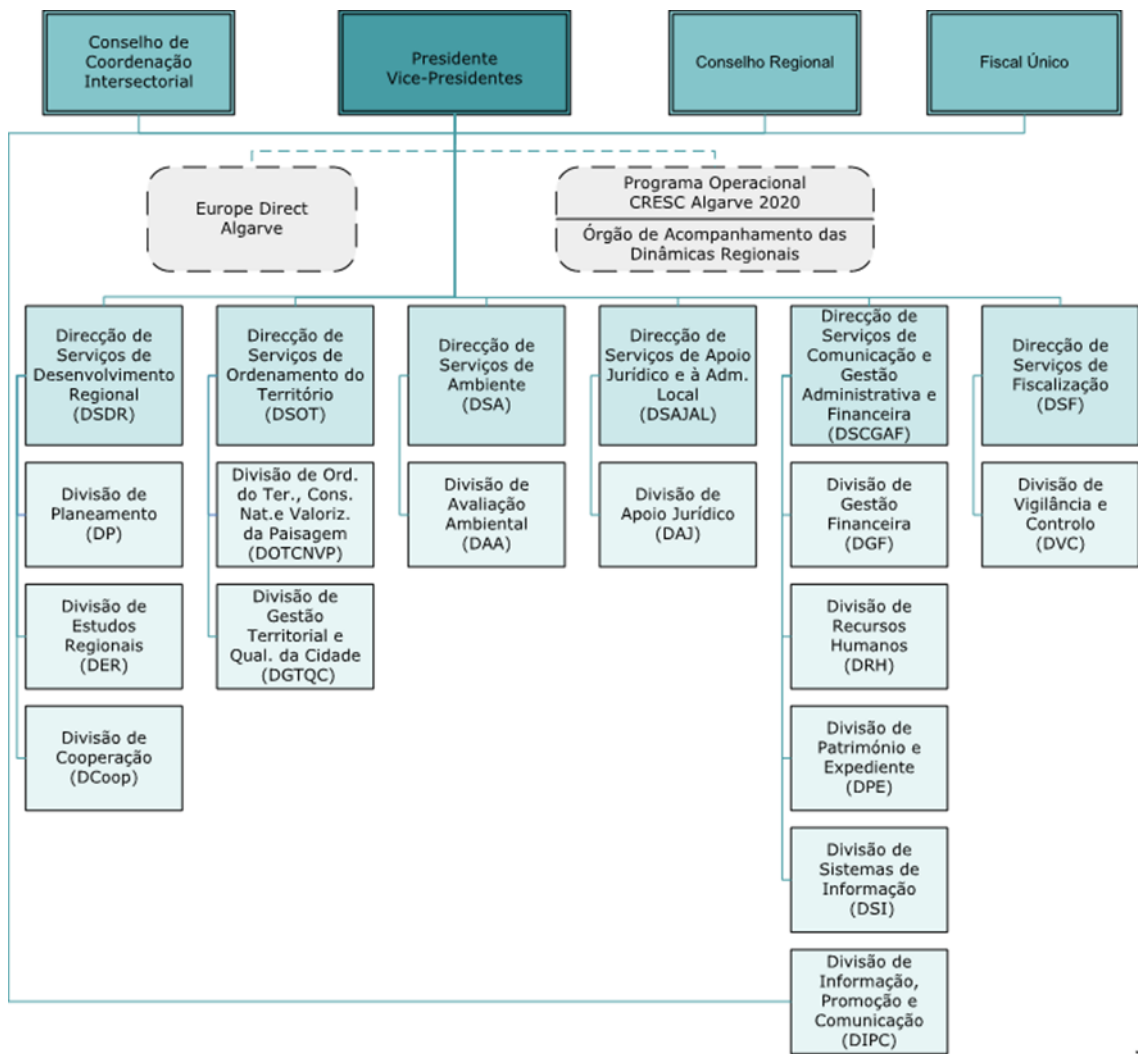 Conselho de
Coordenação
Intersectorial
Presidente
Vice-Presidentes
Conselho Regional
Fiscal Único
Europe Direct
Algarve
Programa Operacional
CRESC Algarve 2020
Órgão de Acompanhamento das
Dinâmicas Regionais
Direcção de
Serviços de
Desenvolvimento
Regional
(DSDR)
Direcção de
Serviços de
Ordenamento do
Território
(DSOT)
Direcção de
Serviços de
Ambiente
(DSA)
Direcção de
Serviços de Apoio
Jurídico e à Adm.
Local
(DSAJAL)
Direcção de
Serviços de
Comunicação e
Gestão
Administrativa e
Financeira
(DSCGAF)
Direcção de
Serviços de
Fiscalização
(DSF)
Divisão de
Planeamento
(DP)
Divisão de Ord.
do Ter., Cons.
Nat.e Valoriz.
da Paisagem
(DOTCNVP)
Divisão de
Avaliação
Ambiental
(DAA)
Divisão de
Apoio Jurídico
(DAJ)
Divisão de
Gestão
Financeira
(DGF)
Divisão de
Vigilância e
Controlo
(DVC)
Divisão de
Estudos
Regionais
(DER)
Divisão de
Gestão
Territorial e
Qual. da Cidade
(DGTQC)
Divisão de
Recursos
Humanos
(DRH)
Divisão de
Cooperação
(DCoop)
Divisão de
Património e
Expediente
(DPE)
Divisão de
Sistemas de
Informação
(DSI)
Divisão de
Informação,
Promoção e
Comunicação
(DIPC)